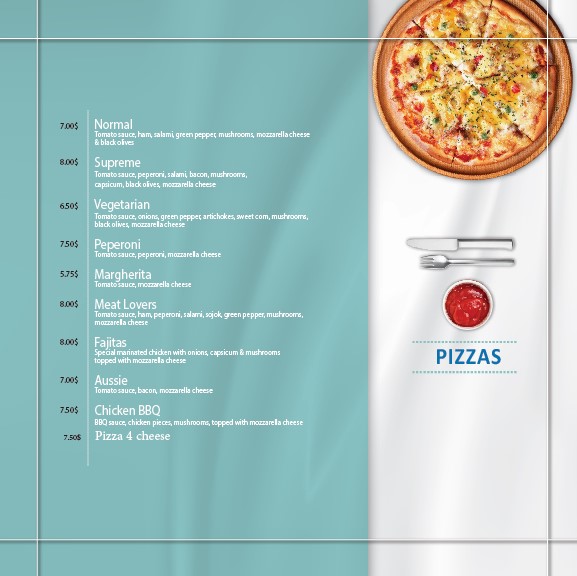 7.00$ Normal
Tomato sauce, ham, salami, green pepper, mushrooms, mozzarella cheese
& black olives
8.00$ Supreme
Tomato sauce, peperoni, salami, bacon, mushrooms,
capsicum, black olives, mozzarella cheese
6.50$ Vegetarian
Tomato sauce, onions, green pepper, artichokes, sweet corn, mushrooms,
black olives, mozzarella cheese
7.50$ Peperoni
Tomato sauce, peperoni, mozzarella cheese
5.75$ Margherita
Tomato sauce, mozzarella cheese
8.00$ Meat Lovers
Tomato sauce, ham, peperoni, salami, sojok, green pepper, mushrooms,
mozzarella cheese
8.00$ Fajitas
Special marinated chicken with onions, capsicum & mushrooms
topped with mozzarella cheese
7.00$ Aussie
Tomato sauce, bacon, mozzarella cheese
7.50$ Chicken BBQ
BBQ sauce, chicken pieces, mushrooms, topped with mozzarella cheese
7.50$ Pizza 4 cheese
PIZZAS